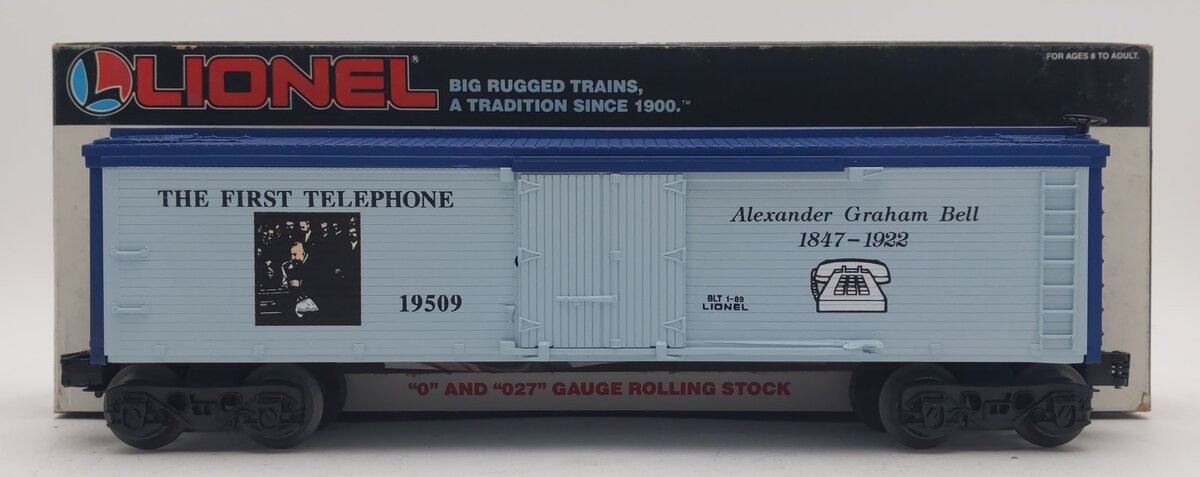 LIONEL®
BIG RUGGED TRAINS,
A TRADITION SINCE 1900.™
FOR AGES 8 TO ADULT.
THE FIRST TELEPHONE
19509
Alexander Graham Bell
1847-1922
BLT 1-89
LIONEL
"O" AND "027" GAUGE ROLLING STOCK